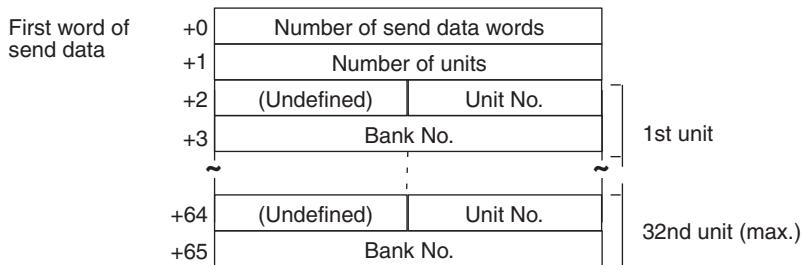 First word of
send data
+0 Number of send data words
+1 Number of units
+2 (Undefined) Unit No.
+3 Bank No.
1st unit
~ ~
+64 (Undefined) Unit No.
+65 Bank No.
32nd unit (max.)